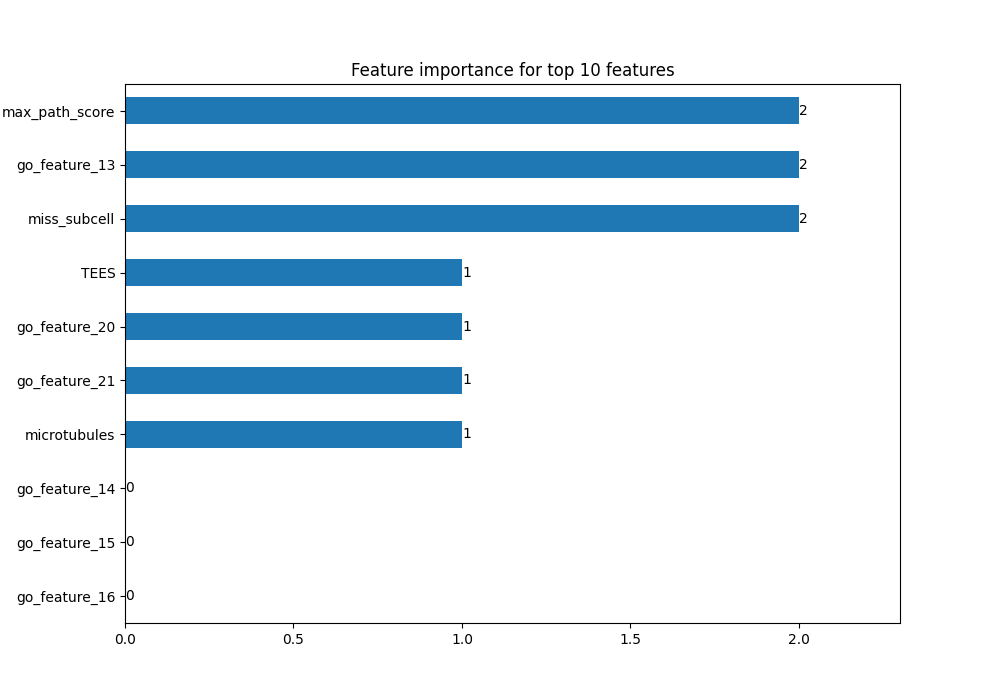 Feature importance for top 10 features
max_path_score 2
go_feature_13 2
miss_subcell 2
TEES 1
go_feature_20 1
go_feature_21 1
microtubules 1
go_feature_14 0
go_feature_15 0
go_feature_16 0
0.0 0.5 1.0 1.5 2.0